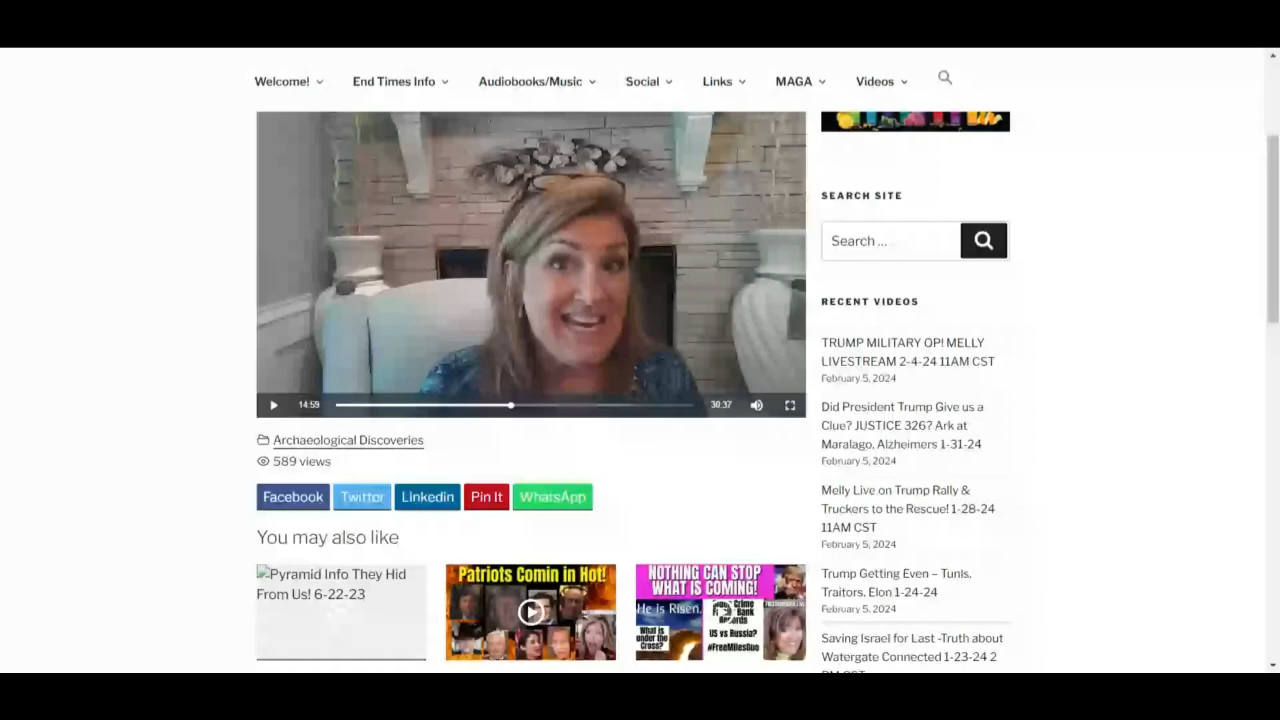 Welcome! End Times Info Audiobooks/Music Social Links MAGA Videos
SEARCH SITE
Search ...
RECENT VIDEOS
TRUMP MILITARY OP! MELLY
LIVESTREAM 2-4-24 11AM CST
February 5, 2024
Did President Trump Give us a
Clue? JUSTICE 326? Ark at
Maralago, Alzheimers 1-31-24
February 5, 2024
Melly Live on Trump Rally &
Truckers to the Rescue! 1-28-24
11AM CST
February 5, 2024
Trump Getting Even – Tunls,
Traitors, Elon 1-24-24
February 5, 2024
Saving Israel for Last -Truth about
Watergate Connected 1-23-24 2
14:59 30:37
Archaeological Discoveries
589 views
Facebook Twitter Linkedin Pin It WhatsApp
You may also like
Pyramid Info They Hid
From Us! 6-22-23
Patriots Comin in Hot!
NOTHING CAN STOP
WHAT IS COMING!
He is Risen.
What is
under the
Cross?
Crime
Bank
Records
US vs Russia?
#FreeMilesGuo